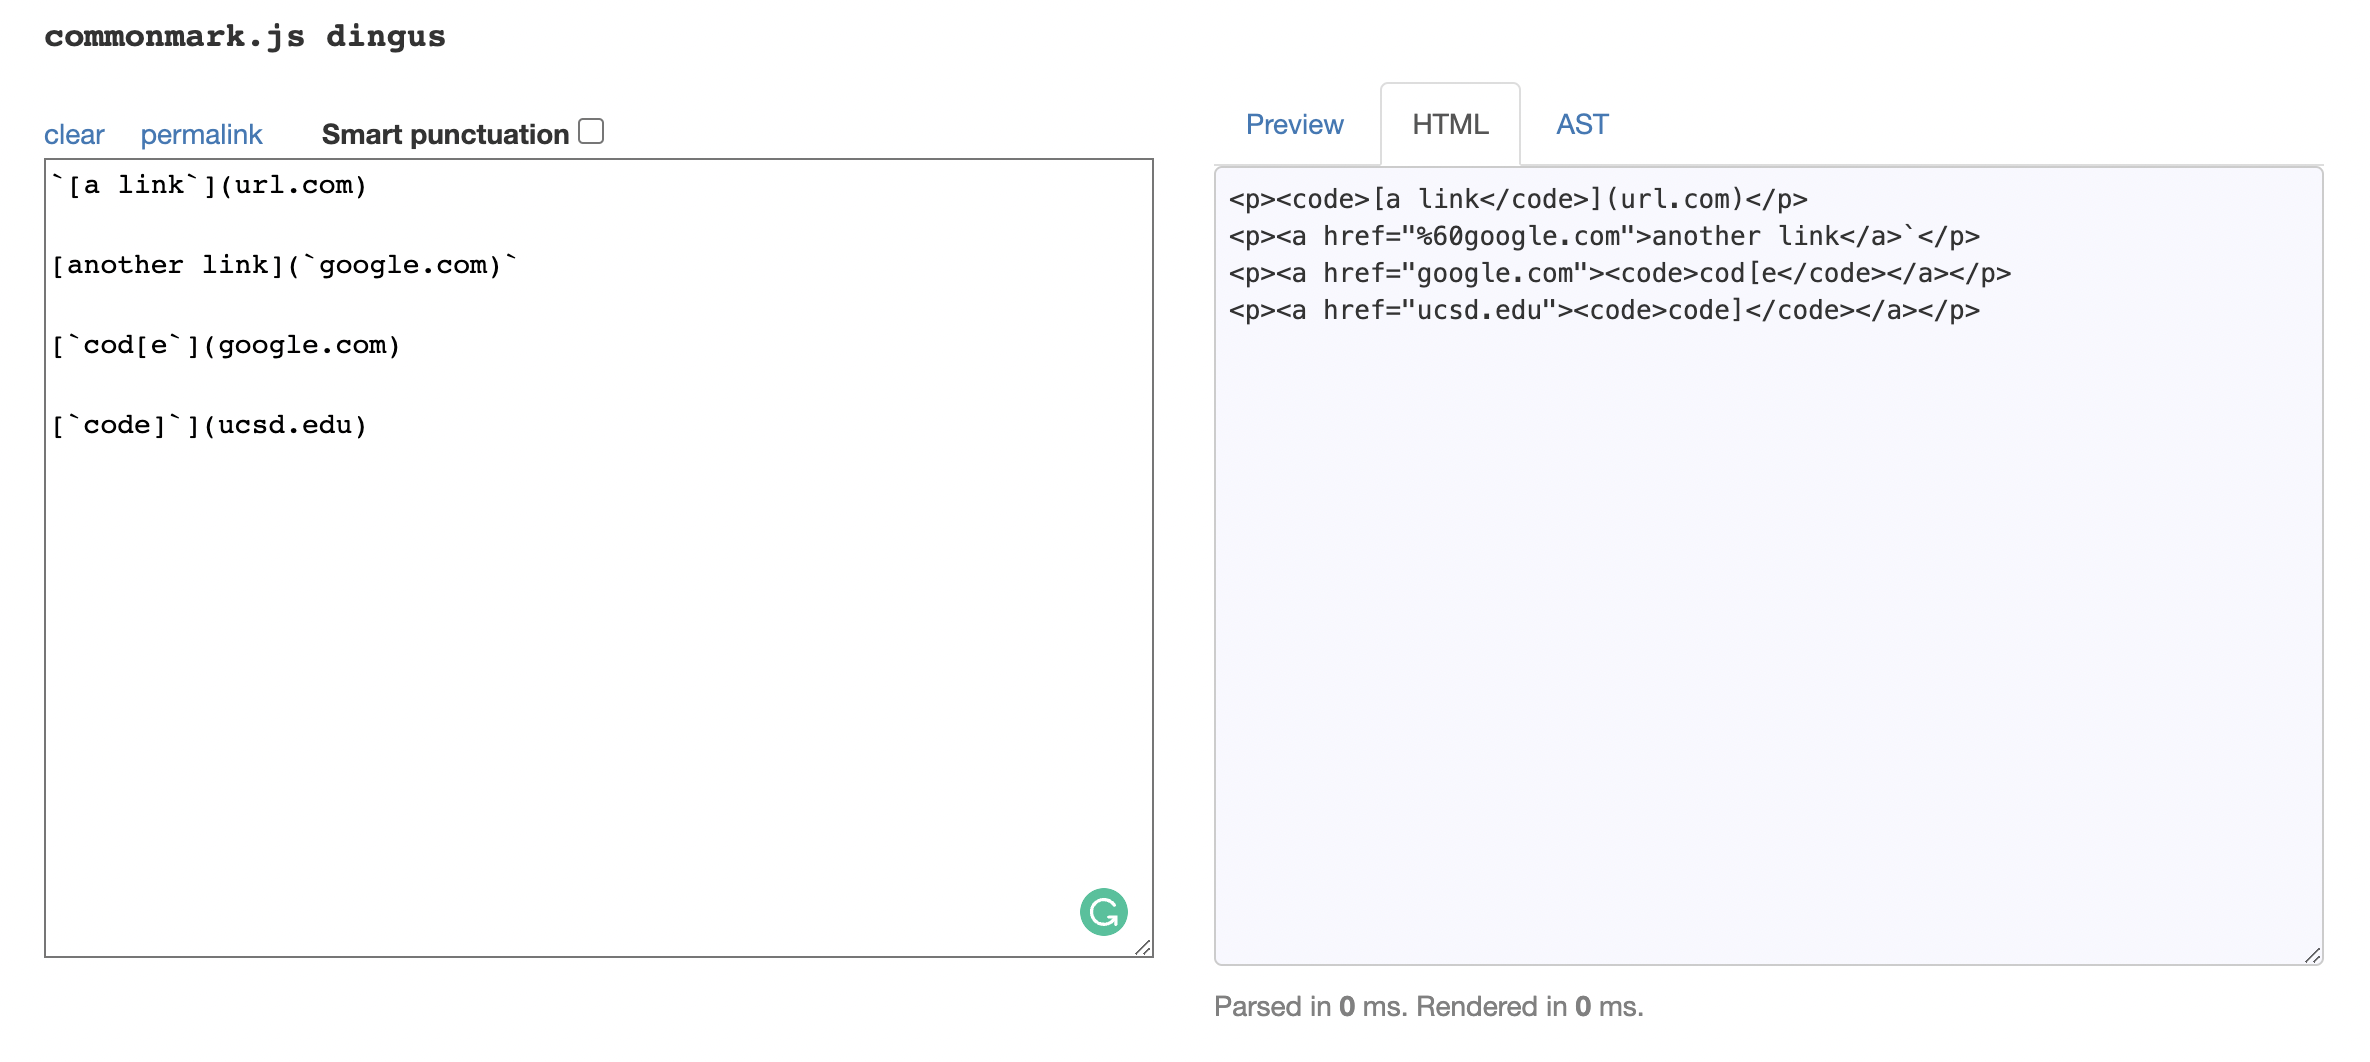 commonmark.js dingus
clear permalink Smart punctuation
Preview HTML AST
`[a link`](url.com)
[another link](`google.com)`
[`cod[e`](google.com)
[`code]`](ucsd.edu)
<p><code>[a link</code>](url.com)</p>
<p><a href="%60google.com">another link</a>`</p>
<p><a href="google.com"><code>cod[e</code></a></p>
<p><a href="ucsd.edu"><code>code]</code></a></p>
Parsed in 0 ms. Rendered in 0 ms.